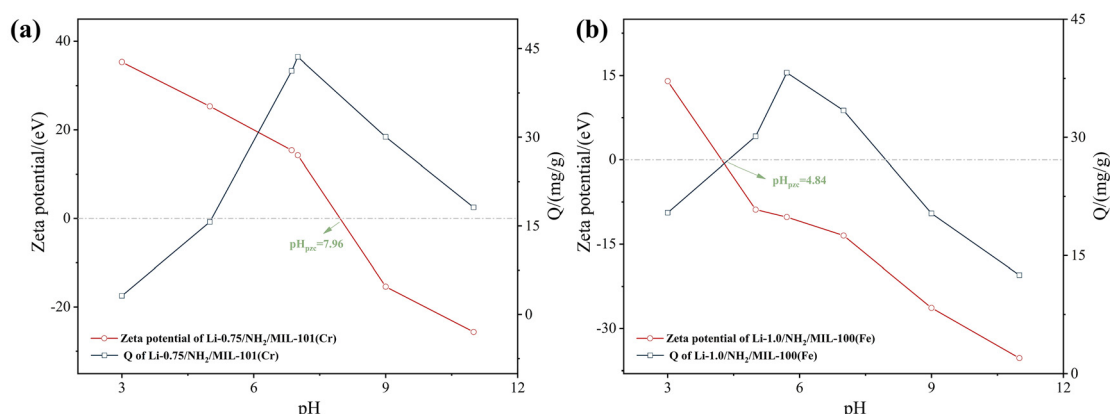 (a)
Zeta potential/(eV)
40
20
0
-20
Q/(mg/g)
45
30
15
0
pHpzc=7.96
Zeta potential of Li-0.75/NH2/MIL-101(Cr)
Q of Li-0.75/NH2/MIL-101(Cr)
3
6
9
12
pH
(b)
Zeta potential/(eV)
15
0
-15
-30
Q/(mg/g)
45
30
15
0
pHpzc=4.84
Zeta potential of Li-1.0/NH2/MIL-100(Fe)
Q of Li-1.0/NH2/MIL-100(Fe)
3
6
9
12
pH